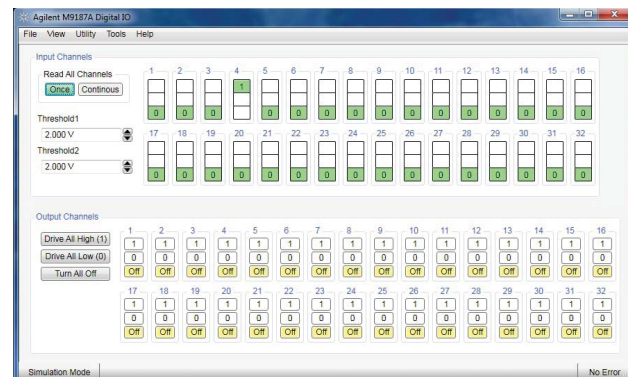 Agilent M9187A Digital IO
File View Utility Tools Help
Input Channels
Read All Channels
Once Continous
1 2 3 4 5 6 7 8 9 10 11 12 13 14 15 16
1
0 0 0 0 0 0 0 0 0 0 0 0 0 0 0
Threshold1
2.000 V
Threshold2
2.000 V
17 18 19 20 21 22 23 24 25 26 27 28 29 30 31 32
0 0 0 0 0 0 0 0 0 0 0 0 0 0 0 0
Output Channels
Drive All High (1)
Drive All Low (0)
Turn All Off
1 2 3 4 5 6 7 8 9 10 11 12 13 14 15 16
1 1 1 1 1 1 1 1 1 1 1 1 1 1 1 1
0 0 0 0 0 0 0 0 0 0 0 0 0 0 0 0
Off Off Off Off Off Off Off Off Off Off Off Off Off Off Off Off
17 18 19 20 21 22 23 24 25 26 27 28 29 30 31 32
1 1 1 1 1 1 1 1 1 1 1 1 1 1 1 1
0 0 0 0 0 0 0 0 0 0 0 0 0 0 0 0
Off Off Off Off Off Off Off Off Off Off Off Off Off Off Off Off
Simulation Mode
No Error